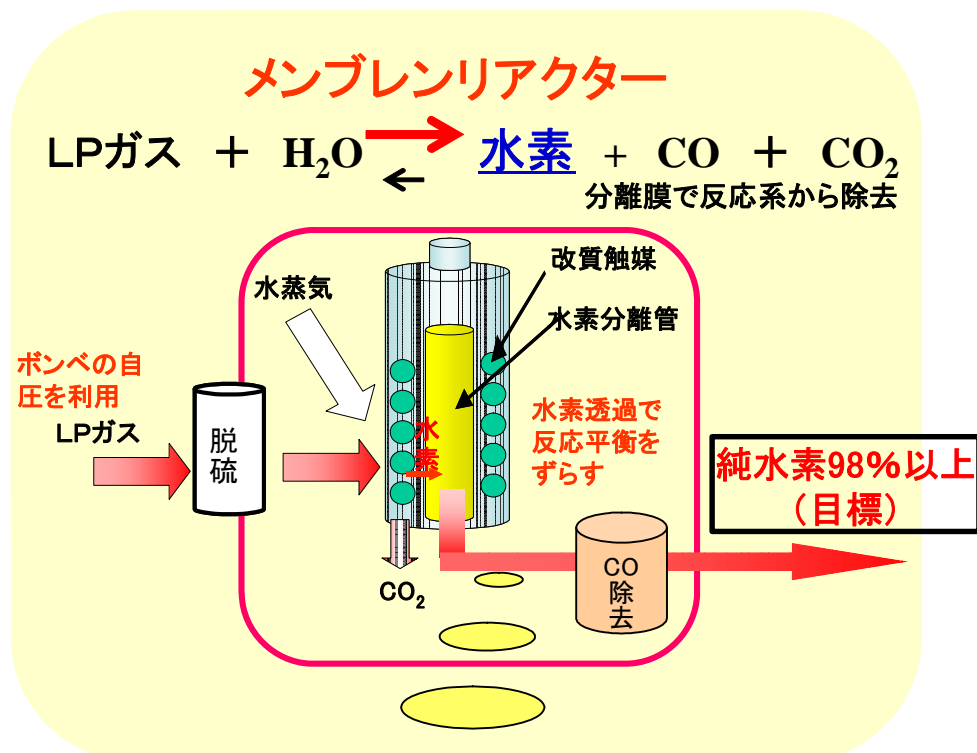 メンブレンリアクター
LPガス + H₂O 水素 + CO + CO₂
分離膜で反応系から除去
改質触媒
水蒸気
水素分離管
ボンベの自
圧を利用
LPガス
脱硫
水素
水素透過で
反応平衡を
ずらす
純水素98%以上
（目標）
CO₂
CO
除去